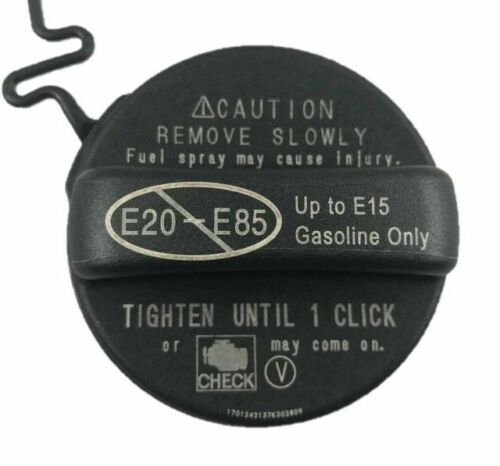 ⚠CAUTION
REMOVE SLOWLY
Fuel spray may cause injury.
E20-E85
Up to E15
Gasoline Only
TIGHTEN UNTIL 1 CLICK
or CHECK may come on.
V
1701242137K302809